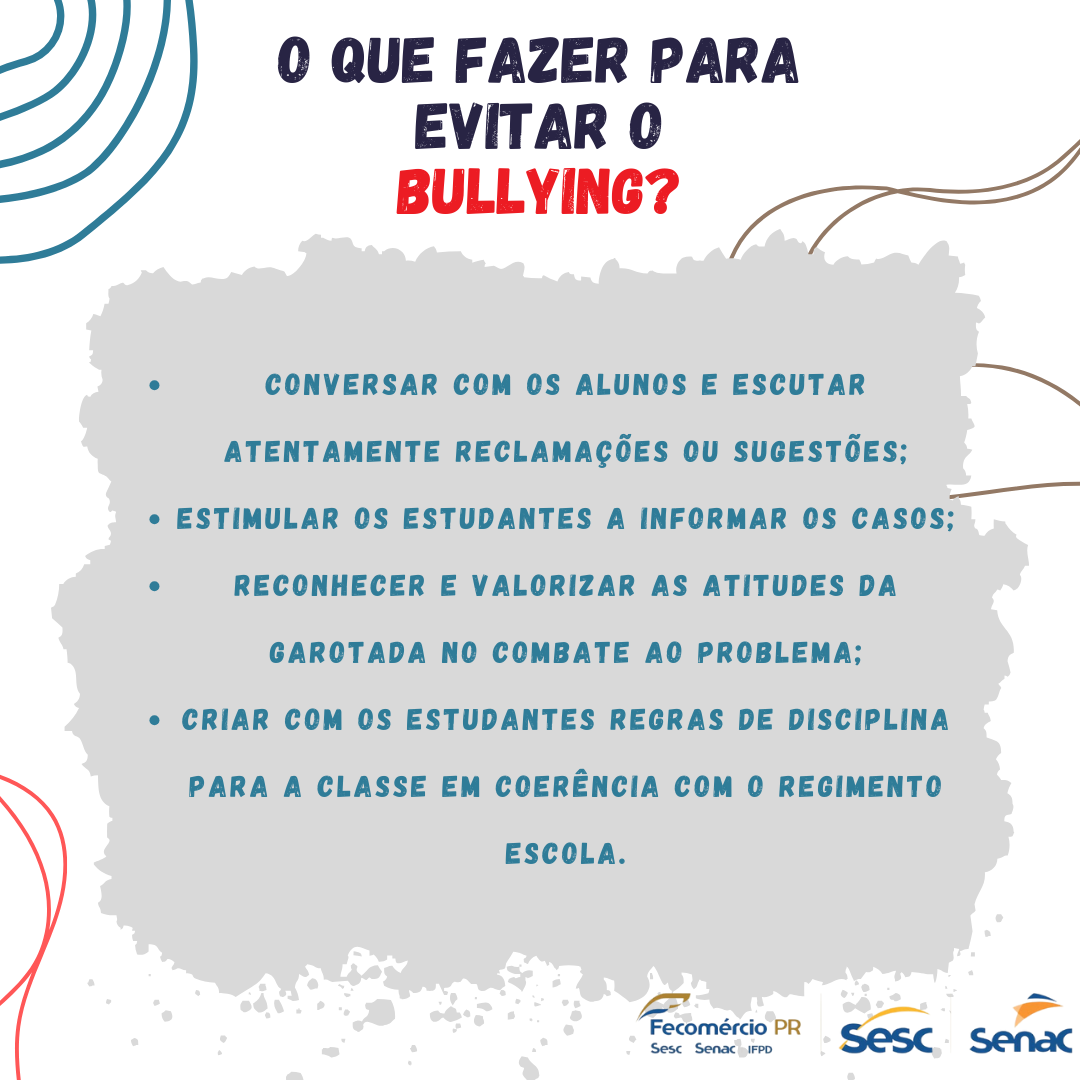 O QUE FAZER PARA
EVITAR O
BULLYING?
• CONVERSAR COM OS ALUNOS E ESCUTAR
ATENTAMENTE RECLAMAÇÕES OU SUGESTÕES;
• ESTIMULAR OS ESTUDANTES A INFORMAR OS CASOS;
• RECONHECER E VALORIZAR AS ATITUDES DA
GAROTADA NO COMBATE AO PROBLEMA;
• CRIAR COM OS ESTUDANTES REGRAS DE DISCIPLINA
PARA A CLASSE EM COERÊNCIA COM O REGIMENTO
ESCOLA.
Fecomércio PR
Sesc Senac IFPD
Sesc
Senac